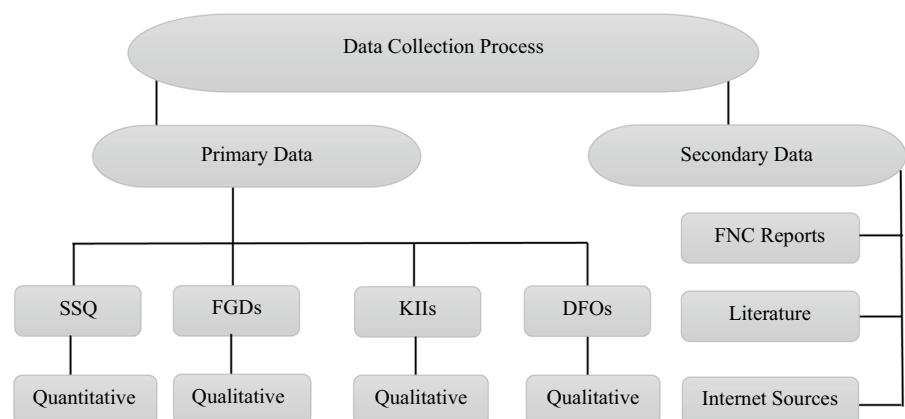 Data Collection Process
Primary Data
Secondary Data
FNC Reports
SSQ
FGDs
KIIs
DFOs
Literature
Quantitative
Qualitative
Qualitative
Qualitative
Internet Sources